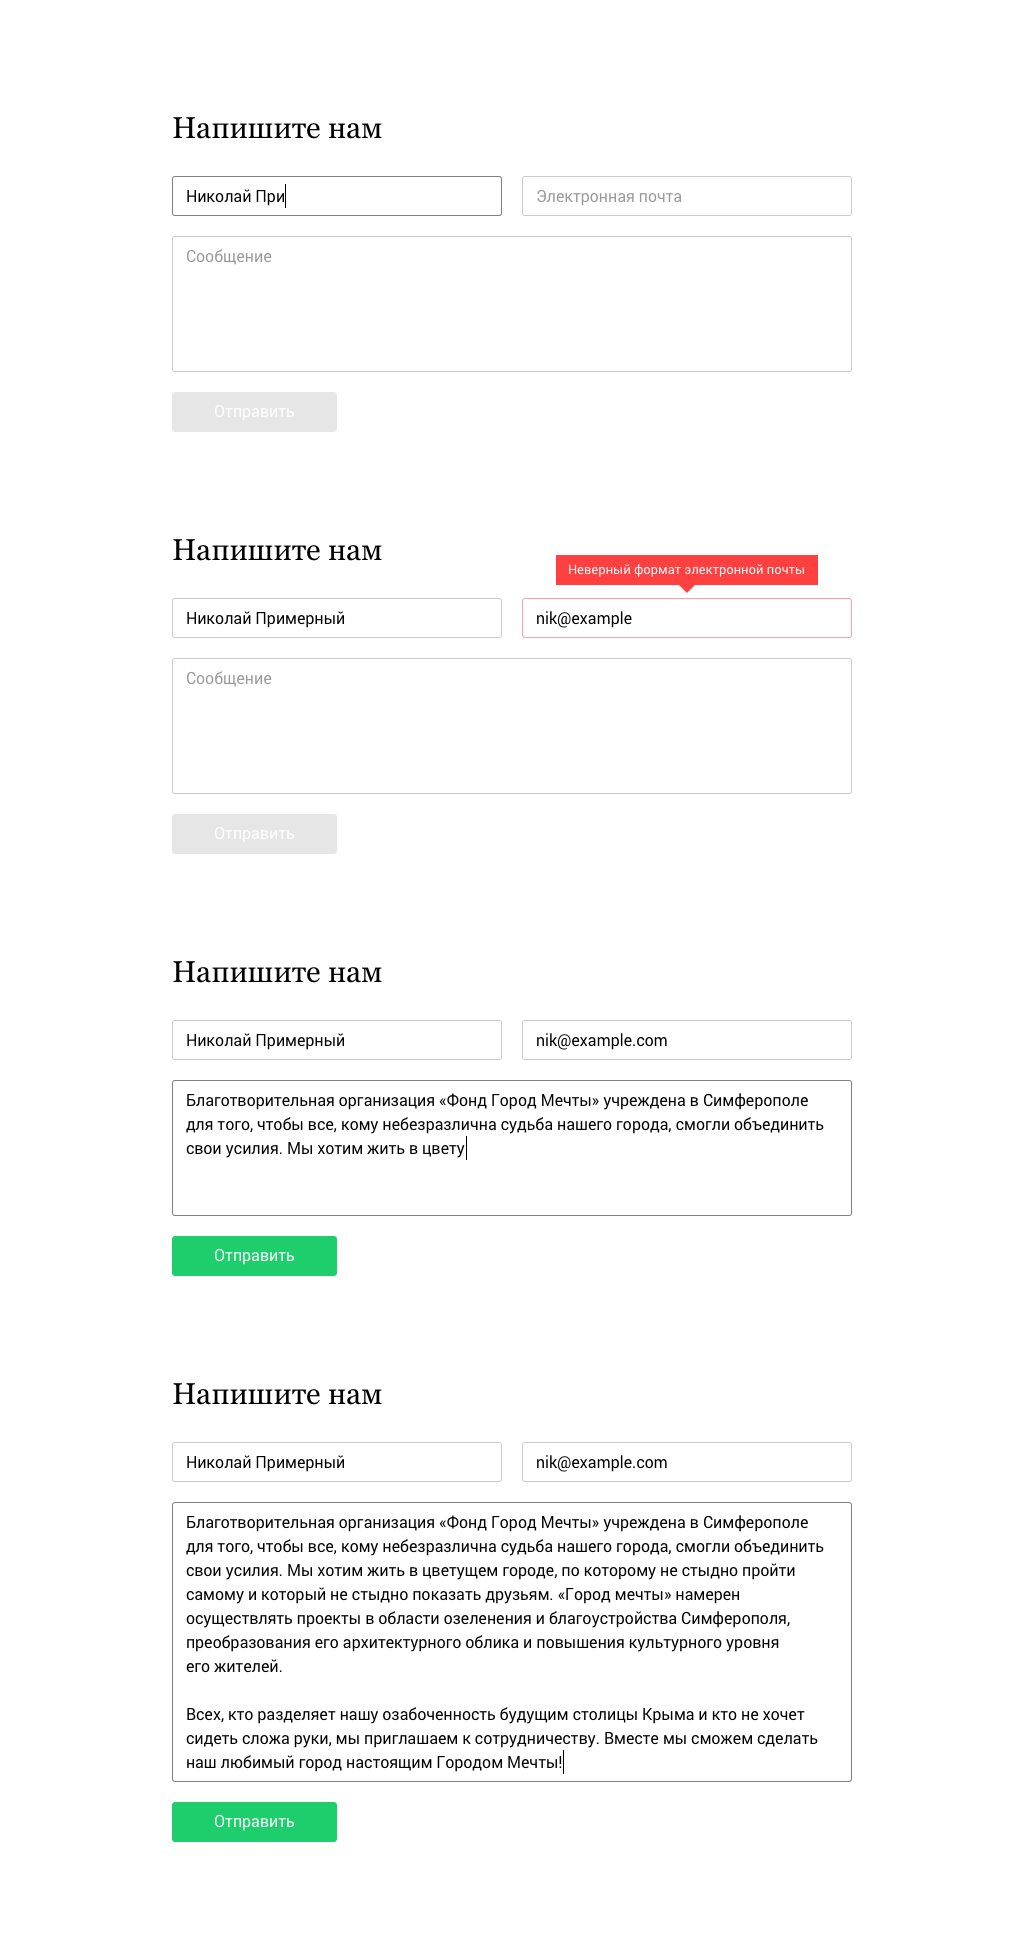 Напишите нам
Николай При
Электронная почта
Сообщение
Отправить
Напишите нам
Неверный формат электронной почты
Николай Примерный
nik@example
Сообщение
Отправить
Напишите нам
Николай Примерный
nik@example.com
Благотворительная организация «Фонд Город Мечты» учреждена в Симферополе
для того, чтобы все, кому небезразлична судьба нашего города, смогли объединить
свои усилия. Мы хотим жить в цвету
Отправить
Напишите нам
Николай Примерный
nik@example.com
Благотворительная организация «Фонд Город Мечты» учреждена в Симферополе
для того, чтобы все, кому небезразлична судьба нашего города, смогли объединить
свои усилия. Мы хотим жить в цветущем городе, по которому не стыдно пройти
самому и который не стыдно показать друзьям. «Город мечты» намерен
осуществлять проекты в области озеленения и благоустройства Симферополя,
преобразования его архитектурного облика и повышения культурного уровня
его жителей.
Всех, кто разделяет нашу озабоченность будущим столицы Крыма и кто не хочет
сидеть сложа руки, мы приглашаем к сотрудничеству. Вместе мы сможем сделать
наш любимый город настоящим Городом Мечты!
Отправить